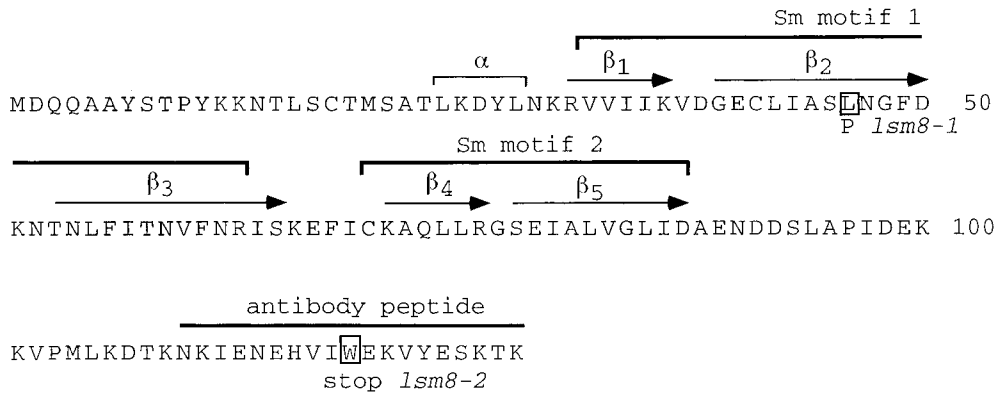 Sm motif 1
α β1 β2
MDQQAAYSTPYKKNTLSCTMSATLKDYLNKRVVIIKVDGECLIASLNGFD 50
P lsm8-1
Sm motif 2
β3 β4 β5
KNTNLFITNVFNRISKEFICKAQLLRGSEIALVGLIDAENDDSLAPIDEK 100
antibody peptide
KVPMLKDTKNKIENEHVIWEKVYESKTK
stop lsm8-2